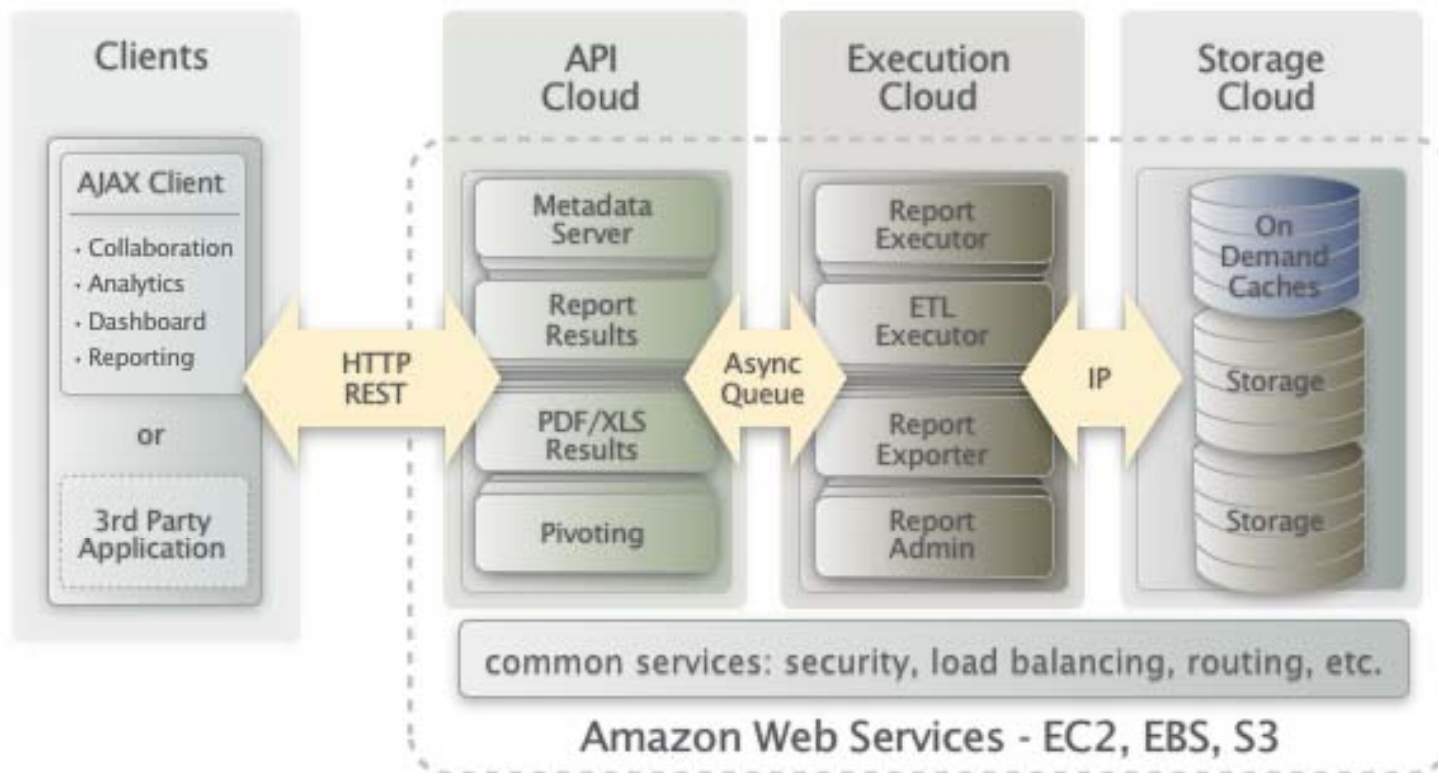 Clients
AJAX Client
· Collaboration
· Analytics
· Dashboard
· Reporting
or
3rd Party
Application
HTTP
REST
API
Cloud
Metadata
Server
Report
Results
PDF/XLS
Results
Pivoting
Async
Queue
Execution
Cloud
Report
Executor
ETL
Executor
Report
Exporter
Report
Admin
IP
Storage
Cloud
On
Demand
Caches
Storage
Storage
common services: security, load balancing, routing, etc.
Amazon Web Services - EC2, EBS, S3